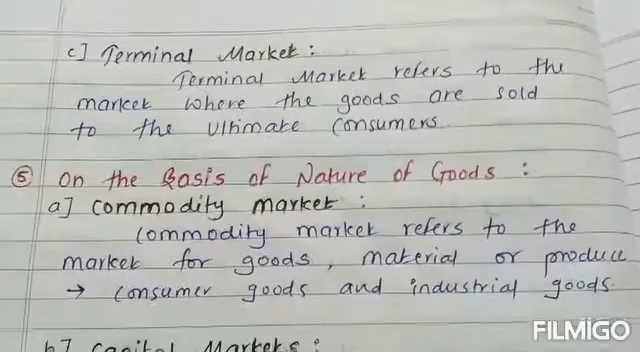 c] Terminal Market :
Terminal Market refers to the
market where the goods are sold
to the ultimate consumers
⑤ On the Basis of Nature of Goods :
a] Commodity market :
Commodity market refers to the
market for goods, material or produce
→ consumer goods and industrial goods.
b] Capital Markets :
FILMIGO